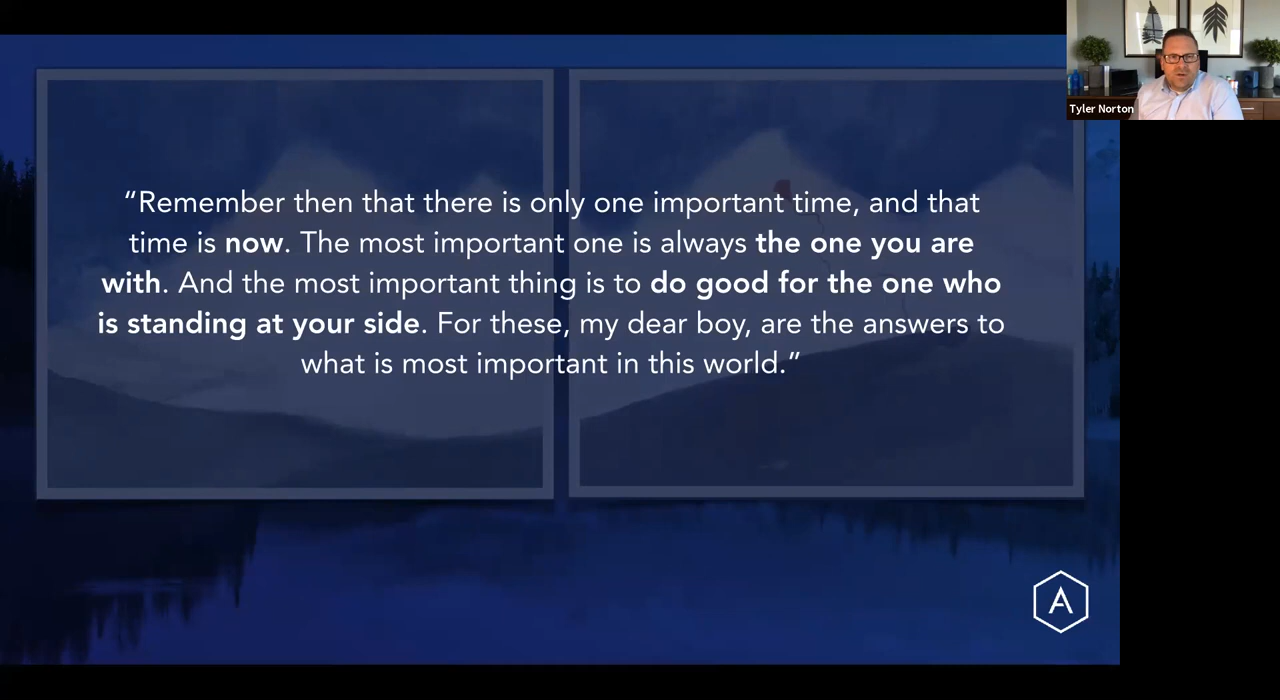 “Remember then that there is only one important time, and that
time is now. The most important one is always the one you are
with. And the most important thing is to do good for the one who
is standing at your side. For these, my dear boy, are the answers to
what is most important in this world.”
Tyler Norton
A